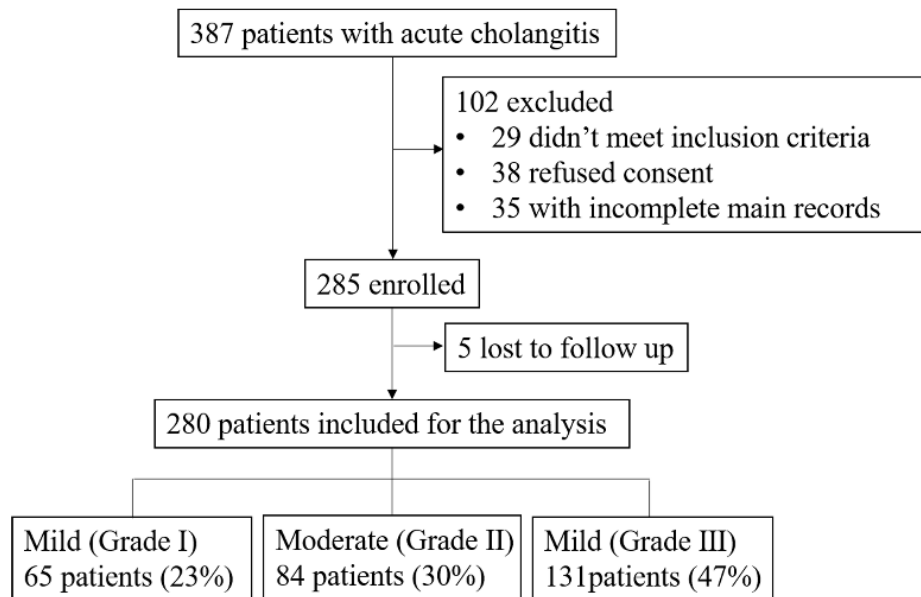 387 patients with acute cholangitis
102 excluded
• 29 didn't meet inclusion criteria
• 38 refused consent
• 35 with incomplete main records
285 enrolled
5 lost to follow up
280 patients included for the analysis
Mild (Grade I)
65 patients (23%)
Moderate (Grade II)
84 patients (30%)
Mild (Grade III)
131patients (47%)